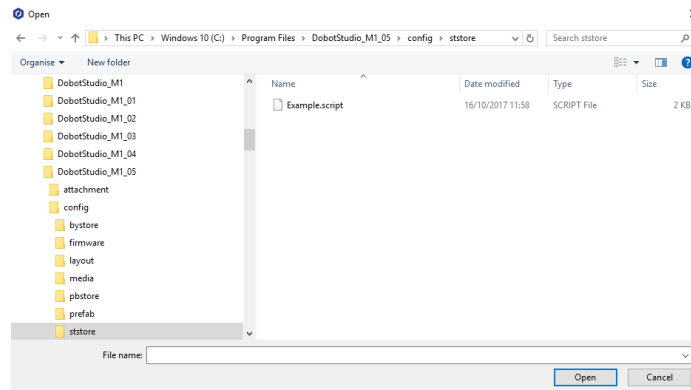 Open
This PC > Windows 10 (C:) > Program Files > DobotStudio_M1_05 > config > ststore
Search ststore
Organise
New folder
DobotStudio_M1
DobotStudio_M1_01
DobotStudio_M1_02
DobotStudio_M1_03
DobotStudio_M1_04
DobotStudio_M1_05
attachment
config
bystore
firmware
layout
media
pbstore
prefab
ststore
Name Date modified Type Size
Example.script 16/10/2017 11:58 SCRIPT File 2 KB
File name:
Open Cancel